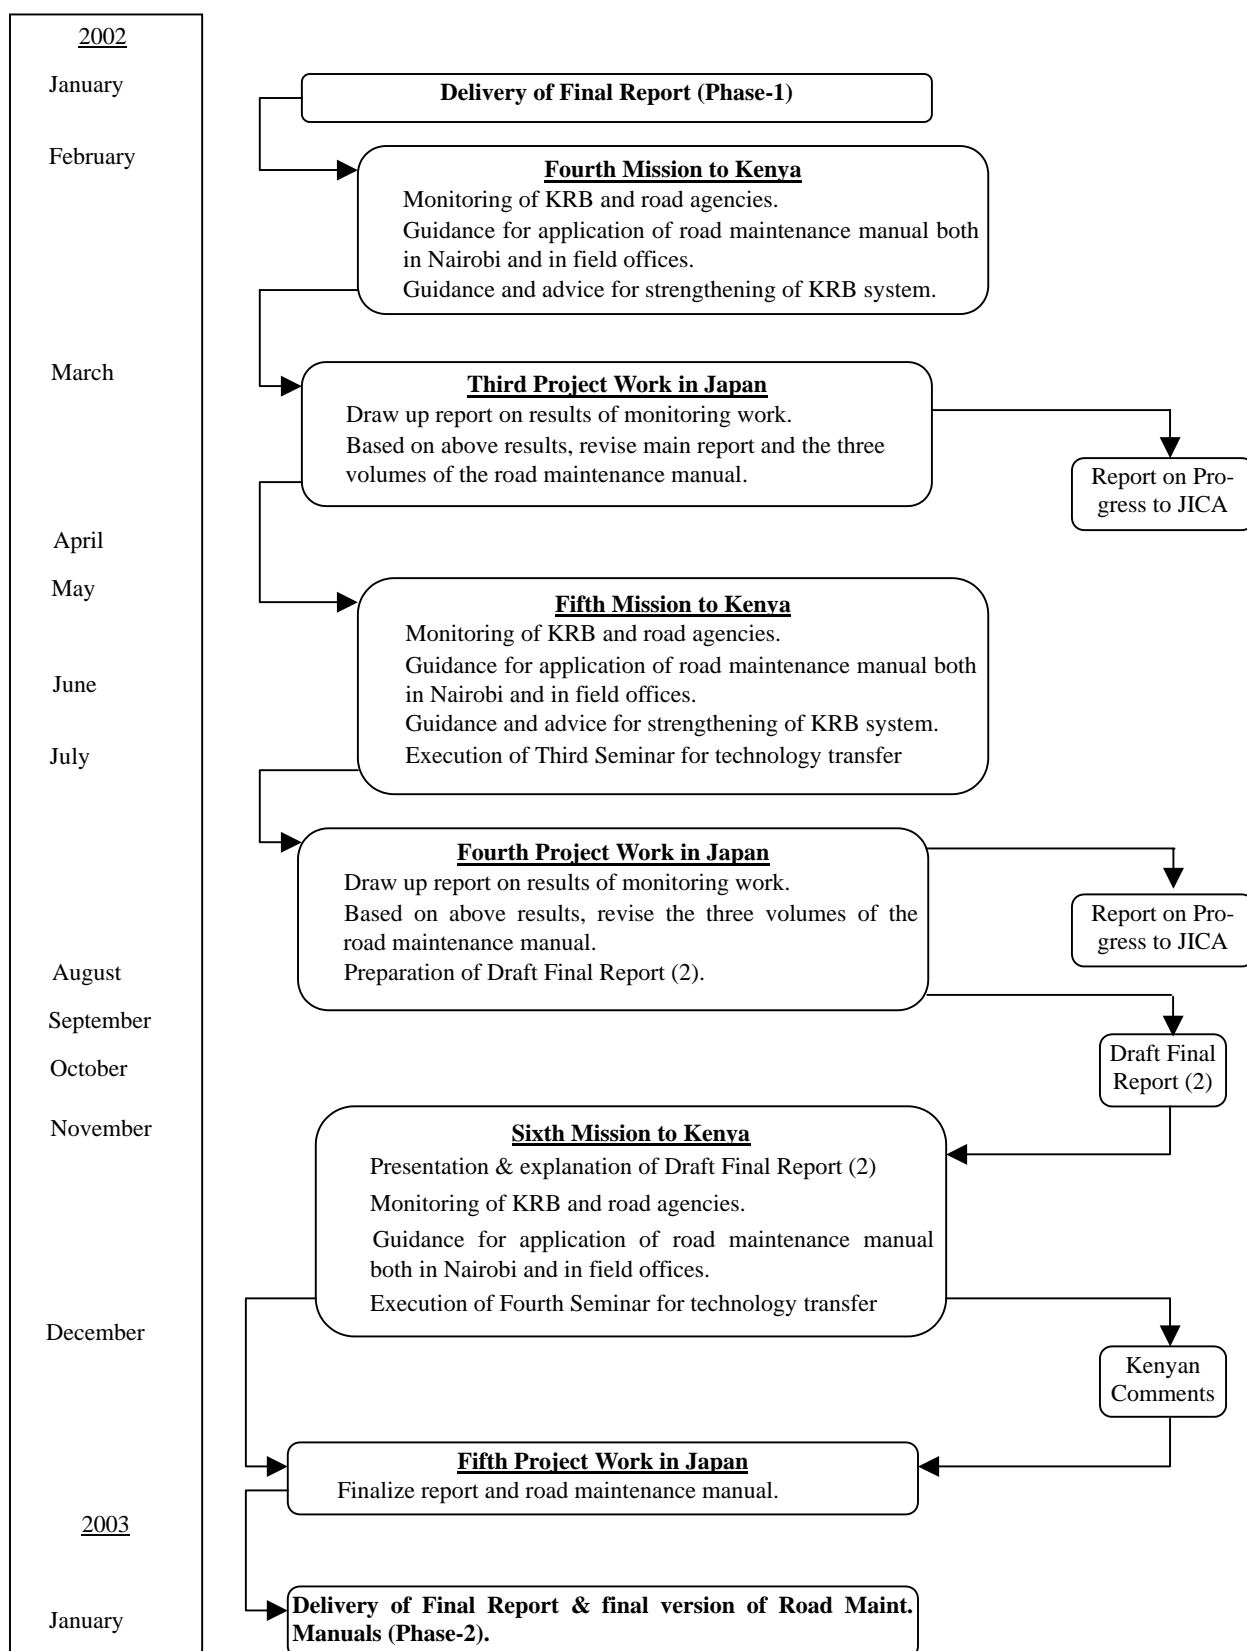 2002
January
Delivery of Final Report (Phase-1)
February
Fourth Mission to Kenya
Monitoring of KRB and road agencies.
Guidance for application of road maintenance manual both
in Nairobi and in field offices.
Guidance and advice for strengthening of KRB system.
March
Third Project Work in Japan
Draw up report on results of monitoring work.
Based on above results, revise main report and the three
volumes of the road maintenance manual.
Report on Pro-
gress to JICA
April
May
Fifth Mission to Kenya
Monitoring of KRB and road agencies.
Guidance for application of road maintenance manual both
in Nairobi and in field offices.
June
Guidance and advice for strengthening of KRB system.
July
Execution of Third Seminar for technology transfer
Fourth Project Work in Japan
Draw up report on results of monitoring work.
Based on above results, revise the three volumes of the
road maintenance manual.
Preparation of Draft Final Report (2).
Report on Pro-
gress to JICA
August
September
October
Draft Final
Report (2)
November
Sixth Mission to Kenya
Presentation & explanation of Draft Final Report (2)
Monitoring of KRB and road agencies.
Guidance for application of road maintenance manual
both in Nairobi and in field offices.
Execution of Fourth Seminar for technology transfer
December
Kenyan
Comments
Fifth Project Work in Japan
Finalize report and road maintenance manual.
2003
January
Delivery of Final Report & final version of Road Maint.
Manuals (Phase-2).